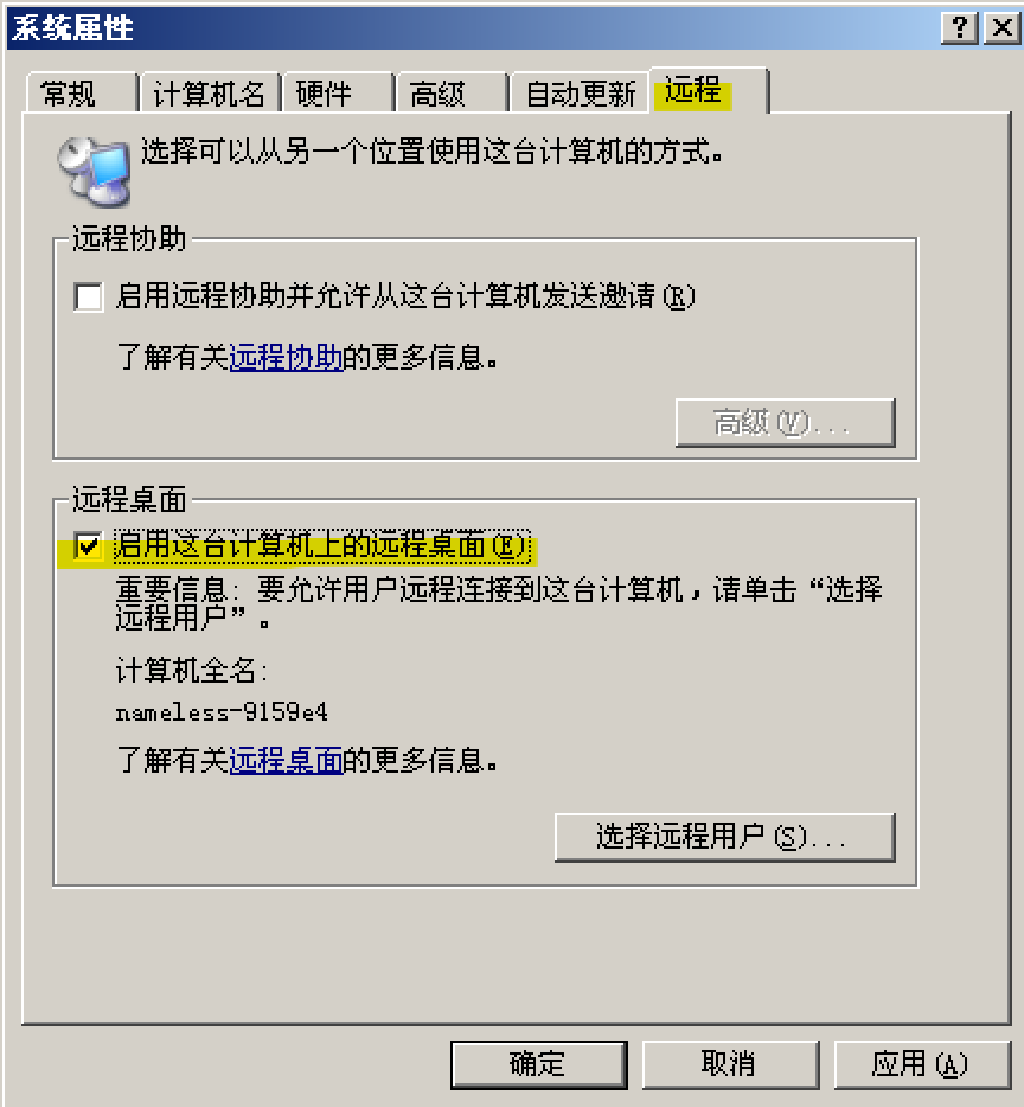 系统属性
常规 计算机名 硬件 高级 自动更新 远程
选择可以从另一个位置使用这台计算机的方式。
远程协助
启用远程协助并允许从这台计算机发送邀请(R)
了解有关远程协助的更多信息。
高级(V)...
远程桌面
启用这台计算机上的远程桌面(E)
重要信息: 要允许用户远程连接到这台计算机，请单击“选择
远程用户”。
计算机全名:
nameless-9159e4
了解有关远程桌面的更多信息。
选择远程用户(S)...
确定 取消 应用(A)